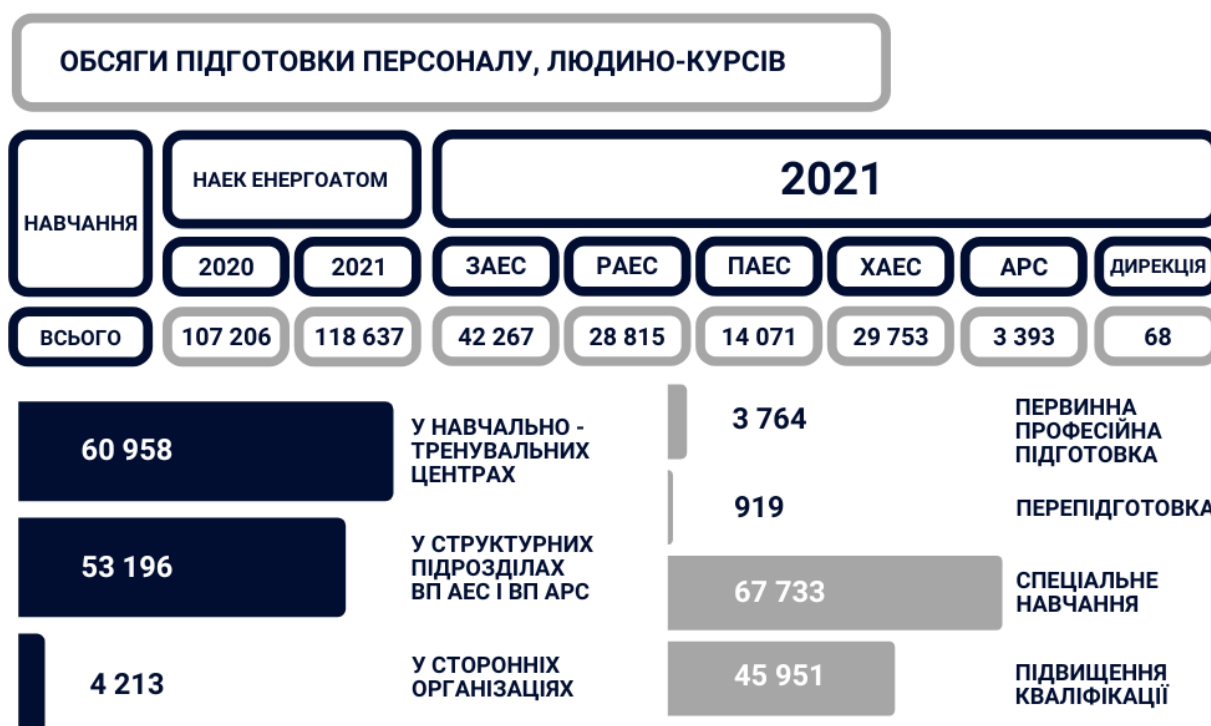 ОБСЯГИ ПІДГОТОВКИ ПЕРСОНАЛУ, ЛЮДИНО-КУРСІВ
НАВЧАННЯ
НАЕК ЕНЕРГОАТОМ
2021
2020
2021
ЗАЕС
РАЕС
ПАЕС
ХАЕС
АРС
ДИРЕКЦІЯ
ВСЬОГО
107 206
118 637
42 267
28 815
14 071
29 753
3 393
68
60 958
У НАВЧАЛЬНО -
ТРЕНУВАЛЬНИХ
ЦЕНТРАХ
53 196
У СТРУКТУРНИХ
ПІДРОЗДІЛАХ
ВП АЕС І ВП АРС
4 213
У СТОРОННІХ
ОРГАНІЗАЦІЯХ
3 764
ПЕРВИННА
ПРОФЕСІЙНА
ПІДГОТОВКА
919
ПЕРЕПІДГОТОВКА
67 733
СПЕЦІАЛЬНЕ
НАВЧАННЯ
45 951
ПІДВИЩЕННЯ
КВАЛІФІКАЦІЇ